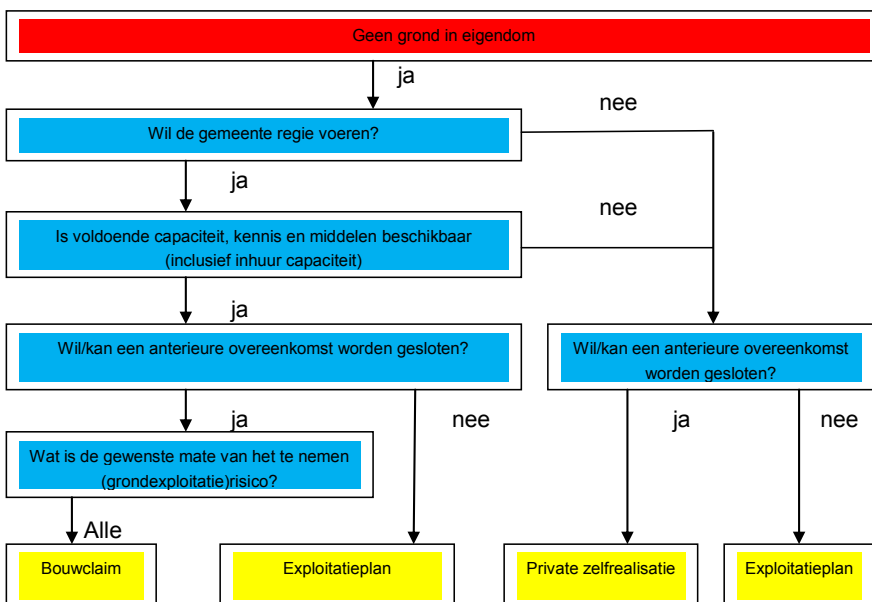 Geen grond in eigendom
ja
nee
Wil de gemeente regie voeren?
ja
nee
Is voldoende capaciteit, kennis en middelen beschikbaar
(inclusief inhuur capaciteit)
ja
Wil/kan een anterieure overeenkomst worden gesloten?
Wil/kan een anterieure overeenkomst
worden gesloten?
ja
nee
ja
nee
Wat is de gewenste mate van het te nemen
(grondexploitatie)risico?
Alle
Bouwclaim
Exploitatieplan
Private zelfrealisatie
Exploitatieplan